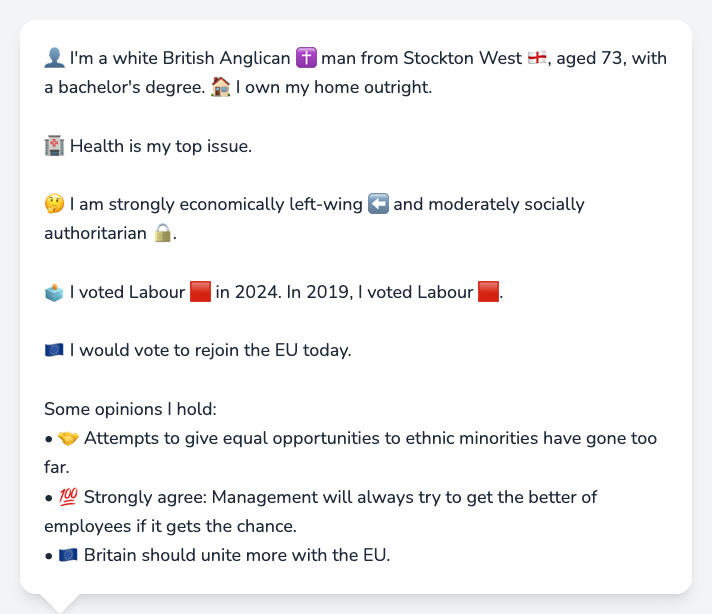 👤 I'm a white British Anglican ✝️ man from Stockton West 🏴󠁧󠁢󠁥󠁮󠁧󠁿, aged 73, with
a bachelor's degree. 🏠 I own my home outright.
🏥 Health is my top issue.
🤔 I am strongly economically left-wing ⬅️ and moderately socially
authoritarian 🔒.
🗳️ I voted Labour 🟥 in 2024. In 2019, I voted Labour 🟥.
🇪🇺 I would vote to rejoin the EU today.
Some opinions I hold:
• 🤝 Attempts to give equal opportunities to ethnic minorities have gone too
far.
• 💯 Strongly agree: Management will always try to get the better of
employees if it gets the chance.
• 🇪🇺 Britain should unite more with the EU.